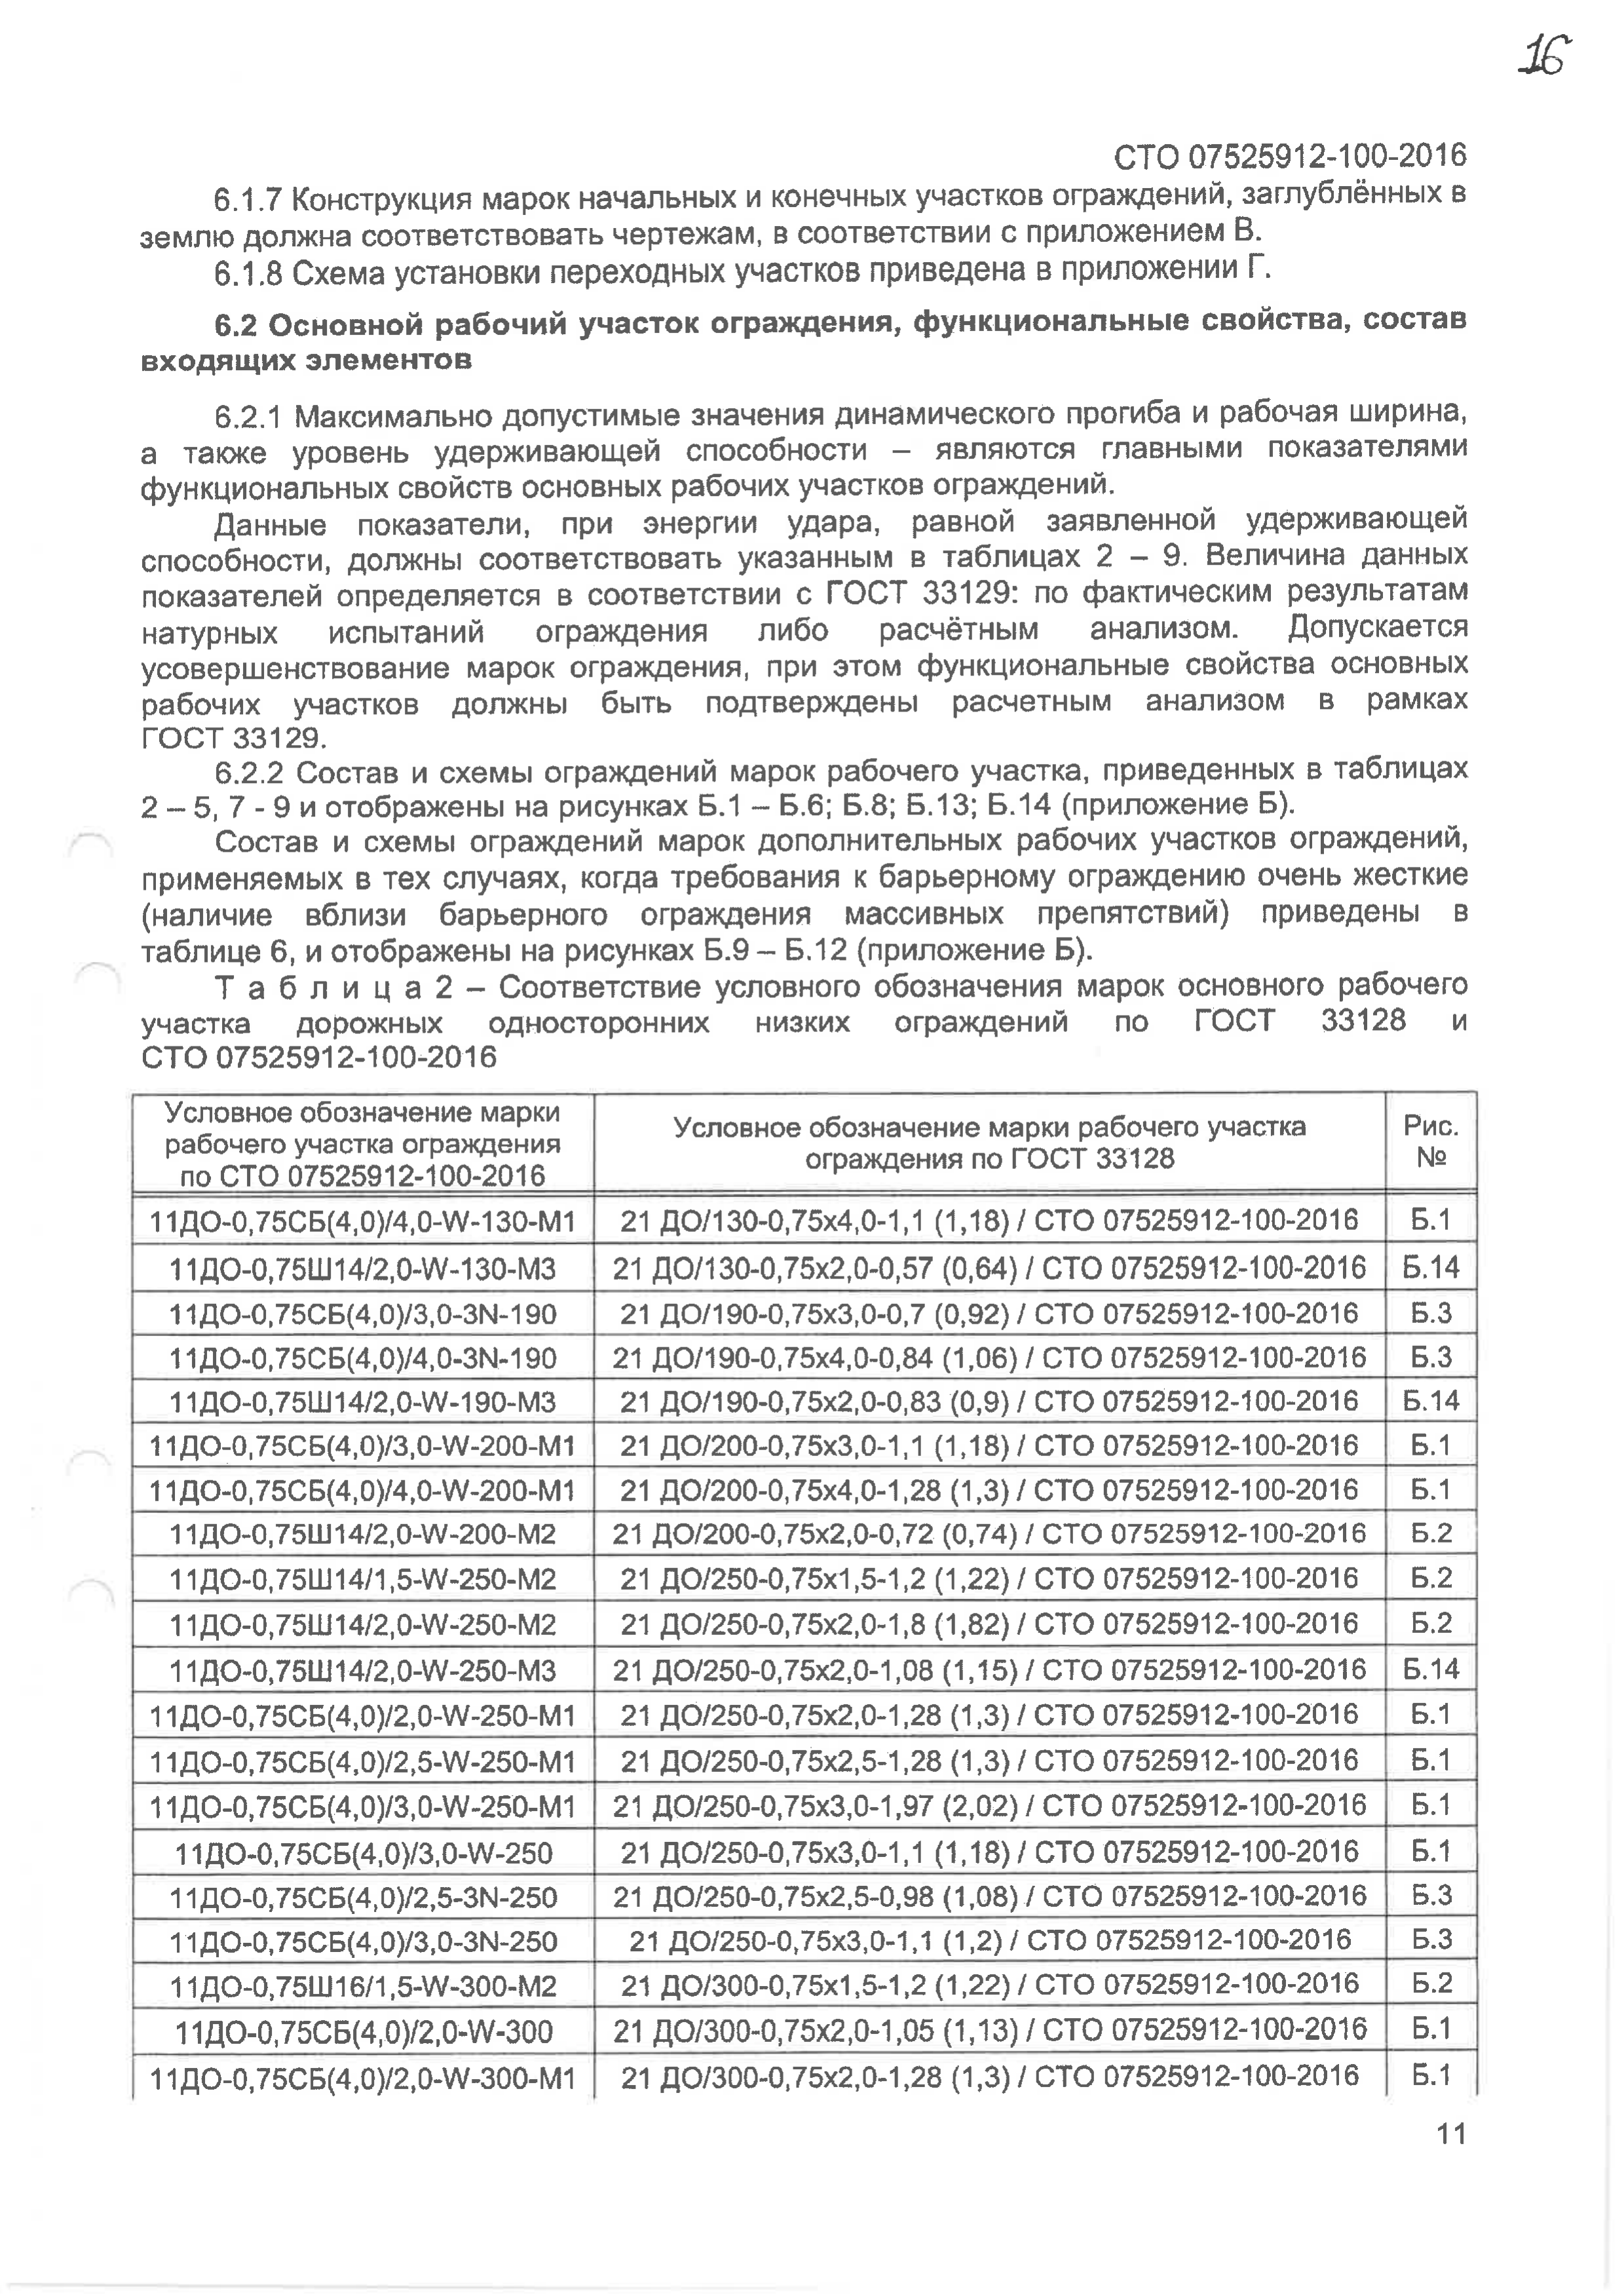 16
СТО 07525912-100-2016
6.1.7 Конструкция марок начальных и конечных участков ограждений, заглублённых в
землю должна соответствовать чертежам, в соответствии с приложением В.
6.1.8 Схема установки переходных участков приведена в приложении Г.
6.2 Основной рабочий участок ограждения, функциональные свойства, состав
входящих элементов
6.2.1 Максимально допустимые значения динамического прогиба и рабочая ширина,
а также уровень удерживающей способности – являются главными показателями
функциональных свойств основных рабочих участков ограждений.
Данные показатели, при энергии удара, равной заявленной удерживающей
способности, должны соответствовать указанным в таблицах 2 – 9. Величина данных
показателей определяется в соответствии с ГОСТ 33129: по фактическим результатам
натурных испытаний ограждения либо расчётным анализом. Допускается
усовершенствование марок ограждения, при этом функциональные свойства основных
рабочих участков должны быть подтверждены расчетным анализом в рамках
ГОСТ 33129.
6.2.2 Состав и схемы ограждений марок рабочего участка, приведенных в таблицах
2 – 5, 7 - 9 и отображены на рисунках Б.1 – Б.6; Б.8; Б.13; Б.14 (приложение Б).
Состав и схемы ограждений марок дополнительных рабочих участков ограждений,
применяемых в тех случаях, когда требования к барьерному ограждению очень жесткие
(наличие вблизи барьерного ограждения массивных препятствий) приведены в
таблице 6, и отображены на рисунках Б.9 – Б.12 (приложение Б).
Т а б л и ц а 2 – Соответствие условного обозначения марок основного рабочего
участка дорожных односторонних низких ограждений по ГОСТ 33128 и
СТО 07525912-100-2016
Условное обозначение марки
рабочего участка ограждения
по СТО 07525912-100-2016
Условное обозначение марки рабочего участка
ограждения по ГОСТ 33128
Рис.
№
11ДО-0,75СБ(4,0)/4,0-W-130-М1 21 ДО/130-0,75х4,0-1,1 (1,18) / СТО 07525912-100-2016 Б.1
11ДО-0,75Ш14/2,0-W-130-М3 21 ДО/130-0,75х2,0-0,57 (0,64) / СТО 07525912-100-2016 Б.14
11ДО-0,75СБ(4,0)/3,0-3N-190 21 ДО/190-0,75х3,0-0,7 (0,92) / СТО 07525912-100-2016 Б.3
11ДО-0,75СБ(4,0)/4,0-3N-190 21 ДО/190-0,75х4,0-0,84 (1,06) / СТО 07525912-100-2016 Б.3
11ДО-0,75Ш14/2,0-W-190-М3 21 ДО/190-0,75х2,0-0,83 (0,9) / СТО 07525912-100-2016 Б.14
11ДО-0,75СБ(4,0)/3,0-W-200-М1 21 ДО/200-0,75х3,0-1,1 (1,18) / СТО 07525912-100-2016 Б.1
11ДО-0,75СБ(4,0)/4,0-W-200-М1 21 ДО/200-0,75х4,0-1,28 (1,3) / СТО 07525912-100-2016 Б.1
11ДО-0,75Ш14/2,0-W-200-М2 21 ДО/200-0,75х2,0-0,72 (0,74) / СТО 07525912-100-2016 Б.2
11ДО-0,75Ш14/1,5-W-250-М2 21 ДО/250-0,75х1,5-1,2 (1,22) / СТО 07525912-100-2016 Б.2
11ДО-0,75Ш14/2,0-W-250-М2 21 ДО/250-0,75х2,0-1,8 (1,82) / СТО 07525912-100-2016 Б.2
11ДО-0,75Ш14/2,0-W-250-М3 21 ДО/250-0,75х2,0-1,08 (1,15) / СТО 07525912-100-2016 Б.14
11ДО-0,75СБ(4,0)/2,0-W-250-М1 21 ДО/250-0,75х2,0-1,28 (1,3) / СТО 07525912-100-2016 Б.1
11ДО-0,75СБ(4,0)/2,5-W-250-М1 21 ДО/250-0,75х2,5-1,28 (1,3) / СТО 07525912-100-2016 Б.1
11ДО-0,75СБ(4,0)/3,0-W-250-М1 21 ДО/250-0,75х3,0-1,97 (2,02) / СТО 07525912-100-2016 Б.1
11ДО-0,75СБ(4,0)/3,0-W-250 21 ДО/250-0,75х3,0-1,1 (1,18) / СТО 07525912-100-2016 Б.1
11ДО-0,75СБ(4,0)/2,5-3N-250 21 ДО/250-0,75х2,5-0,98 (1,08) / СТО 07525912-100-2016 Б.3
11ДО-0,75СБ(4,0)/3,0-3N-250 21 ДО/250-0,75х3,0-1,1 (1,2) / СТО 07525912-100-2016 Б.3
11ДО-0,75Ш16/1,5-W-300-М2 21 ДО/300-0,75х1,5-1,2 (1,22) / СТО 07525912-100-2016 Б.2
11ДО-0,75СБ(4,0)/2,0-W-300 21 ДО/300-0,75х2,0-1,05 (1,13) / СТО 07525912-100-2016 Б.1
11ДО-0,75СБ(4,0)/2,0-W-300-М1 21 ДО/300-0,75х2,0-1,28 (1,3) / СТО 07525912-100-2016 Б.1
11